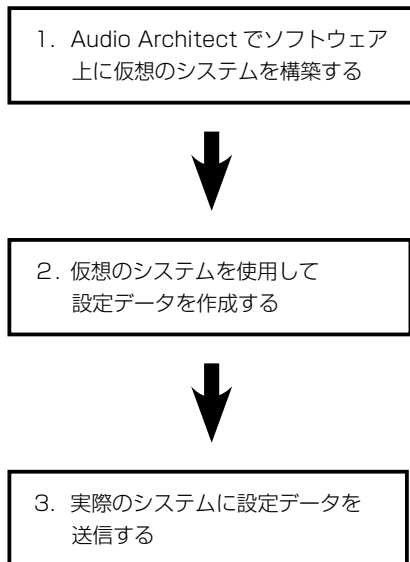 1. Audio Architect でソフトウェア
上に仮想のシステムを構築する
2. 仮想のシステムを使用して
設定データを作成する
3. 実際のシステムに設定データを
送信する